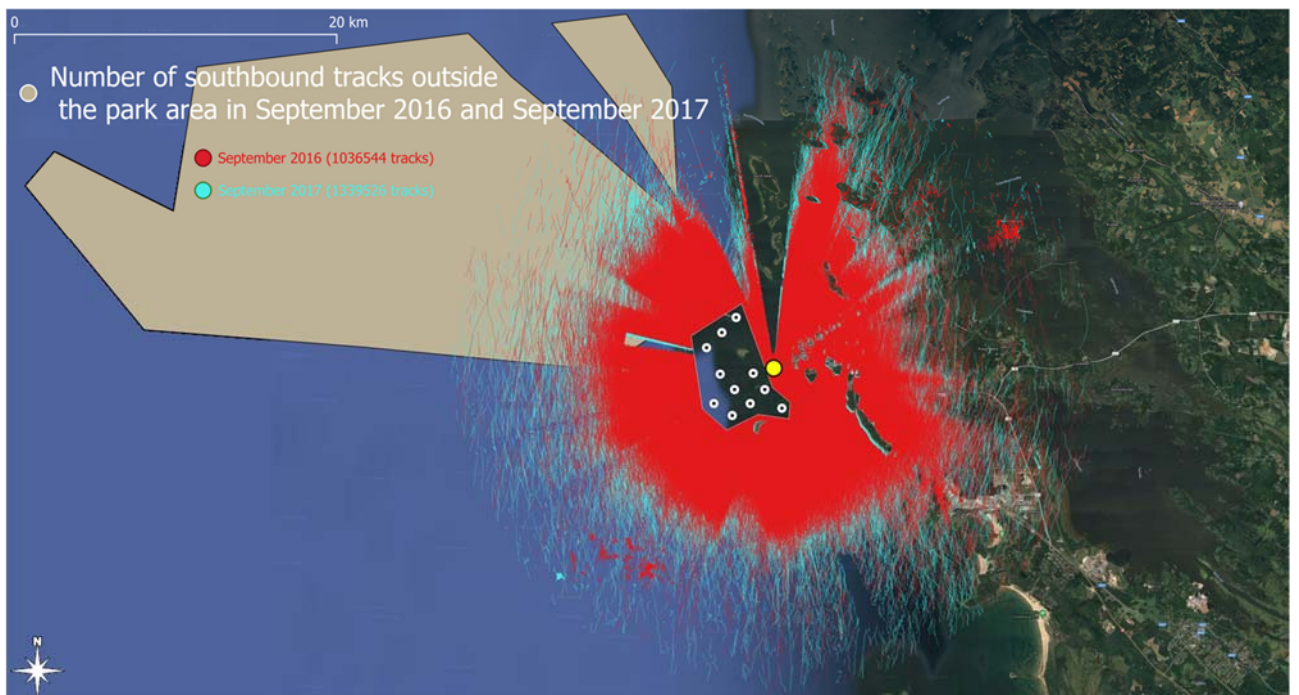 0
20 km
Number of southbound tracks outside
the park area in September 2016 and September 2017
September 2016 (1036544 tracks)
September 2017 (1339526 tracks)
N